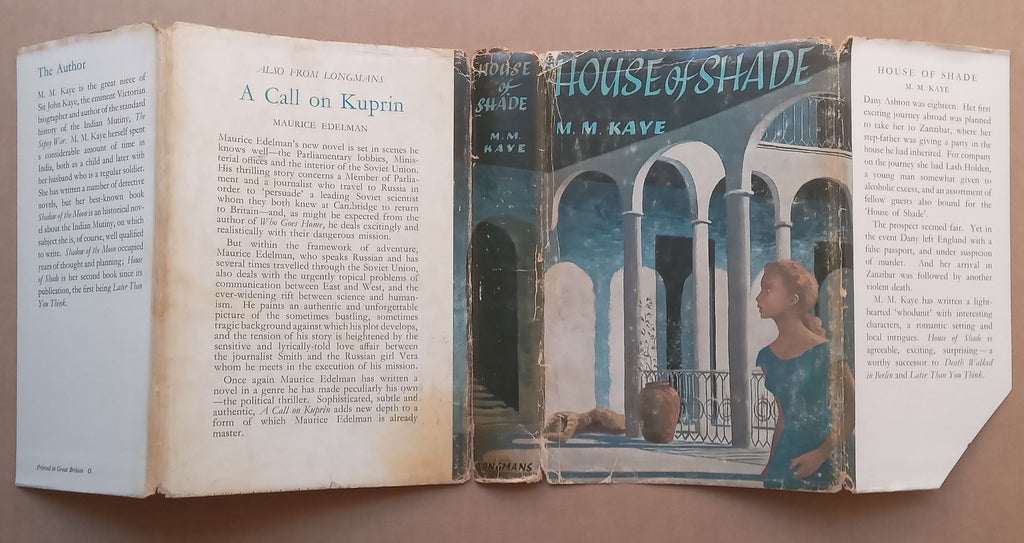 The Author
M. M. Kaye is the great niece of
Sir John Kaye, the eminent Victorian
biographer and author of the standard
history of the Indian Mutiny, The
Sepoy War. M. M. Kaye herself spent
a considerable amount of time in
India, both as a child and later with
her husband who is a regular soldier.
She has written a number of detective
novels, but her best-known book
Shadow of the Moon is an historical nov-
el about the Indian Mutiny, on which
subject she is, of course, well qualified
to write. Shadow of the Moon occupied
years of thought and planning; House
of Shade is her second book since its
publication, the first being Later Than
You Think.
Printed in Great Britain O.
ALSO FROM LONGMANS
A Call on Kuprin
MAURICE EDELMAN
Maurice Edelman's new novel is set in scenes he
knows well—the Parliamentary lobbies, Minis-
terial offices and the interior of the Soviet Union.
His thrilling story concerns a Member of Parlia-
ment and a journalist who travel to Russia in
order to 'persuade' a leading Soviet scientist
whom they both knew at Cambridge to return
to Britain—and, as might be expected from the
author of Who Goes Home, he deals excitingly and
realistically with their dangerous mission.
But within the framework of adventure,
Maurice Edelman, who speaks Russian and has
several times travelled through the Soviet Union,
also deals with the urgently topical problems of
communication between East and West, and the
ever-widening rift between science and human-
ism. He paints an authentic and unforgettable
picture of the sometimes bustling, sometimes
tragic background against which his plot develops,
and the tension of his story is heightened by the
sensitive and lyrically-told love affair between
the journalist Smith and the Russian girl Vera
whom he meets in the execution of his mission.
Once again Maurice Edelman has written a
novel in a genre he has made peculiarly his own
—the political thriller. Sophisticated, subtle and
authentic, A Call on Kuprin adds new depth to a
form of which Maurice Edelman is already
master.
HOUSE
of
SHADE
M. M.
KAYE
LONGMANS
HOUSE of SHADE
M. M. KAYE
HOUSE OF SHADE
M. M. KAYE
Dany Ashton was eighteen. Her first
exciting journey abroad was planned
to take her to Zanzibar, where her
step-father was giving a party in the
house he had inherited. For company
on the journey she had Lash Holden,
a young man somewhat given to
alcoholic excess, and an assortment of
fellow guests also bound for the
'House of Shade'.
The prospect seemed fair. Yet in
the event Dany left England with a
false passport, and under suspicion
of murder. And her arrival in
Zanzibar was followed by another
violent death.
M. M. Kaye has written a light-
hearted 'whodunit' with interesting
characters, a romantic setting and
local intrigues. House of Shade is
agreeable, exciting, surprising—a
worthy successor to Death Walked
in Berlin and Later Than You Think.